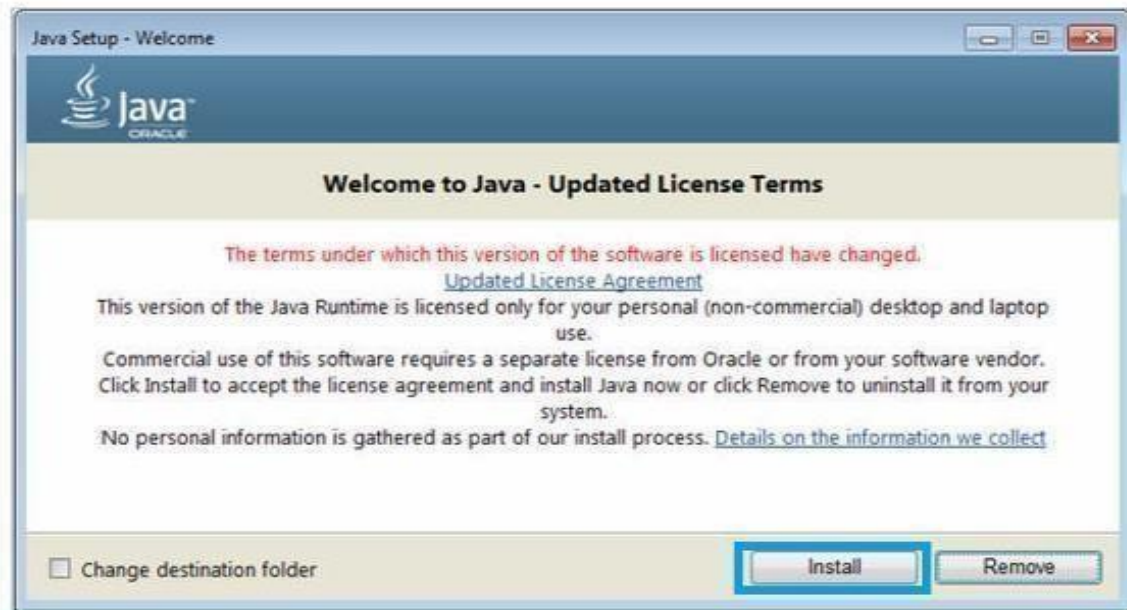 Java Setup - Welcome
Java™
ORACLE
Welcome to Java - Updated License Terms
The terms under which this version of the software is licensed have changed.
Updated License Agreement
This version of the Java Runtime is licensed only for your personal (non-commercial) desktop and laptop
use.
Commercial use of this software requires a separate license from Oracle or from your software vendor.
Click Install to accept the license agreement and install Java now or click Remove to uninstall it from your
system.
No personal information is gathered as part of our install process. Details on the information we collect
Change destination folder
Install
Remove